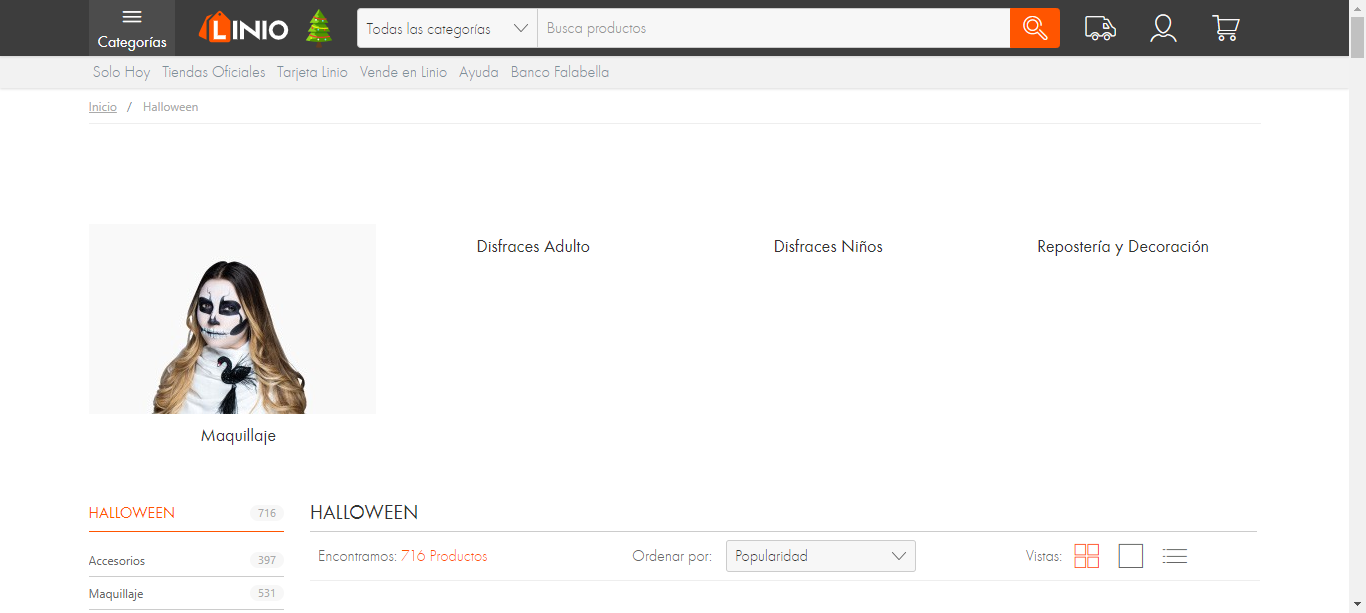 Categorías
LINIO
Todas las categorías
Busca productos
Solo Hoy Tiendas Oficiales Tarjeta Linio Vende en Linio Ayuda Banco Falabella
Inicio / Halloween
Disfraces Adulto
Disfraces Niños
Repostería y Decoración
Maquillaje
HALLOWEEN 716
Accesorios 397
Maquillaje 531
HALLOWEEN
Encontramos: 716 Productos
Ordenar por: Popularidad
Vistas: